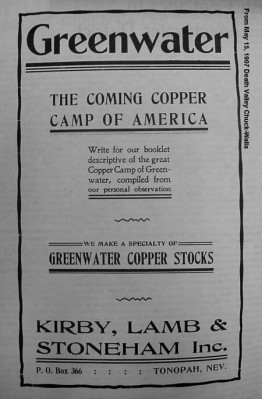 Greenwater
THE COMING COPPER
CAMP OF AMERICA
Write for our booklet
descriptive of the great
Copper Camp of Green-
water, compiled from
our personal observation
WE MAKE A SPECIALTY OF
GREENWATER COPPER STOCKS
KIRBY, LAMB &
STONEHAM Inc.
P. O. Box 366 : : : : TONOPAH, NEV.
From May 15, 1907 Death Valley Chuck-Walla